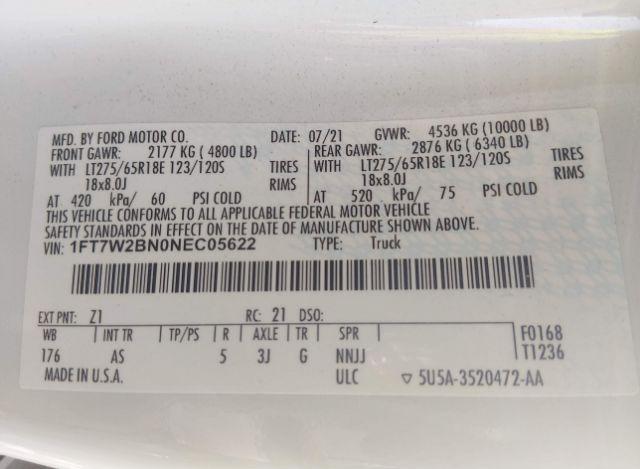 MFD. BY FORD MOTOR CO. DATE: 07/21 GVWR: 4536 KG (10000 LB)
FRONT GAWR: 2177 KG ( 4800 LB) REAR GAWR: 2876 KG ( 6340 LB)
WITH LT275/65R18E 123/120S TIRES WITH LT275/65R18E 123/120S TIRES
18x8.0J RIMS 18x8.0J RIMS
AT 420 kPa/ 60 PSI COLD AT 520 kPa/ 75 PSI COLD
THIS VEHICLE CONFORMS TO ALL APPLICABLE FEDERAL MOTOR VEHICLE
SAFETY STANDARDS IN EFFECT ON THE DATE OF MANUFACTURE SHOWN ABOVE.
VIN: 1FT7W2BN0NEC05622 TYPE: Truck
EXT PNT: Z1 RC: 21 DSO:
WB INT TR TP/PS R AXLE TR SPR F0168
176 AS 5 3J G NNJJ T1236
MADE IN U.S.A. ULC ▽ 5U5A-3520472-AA